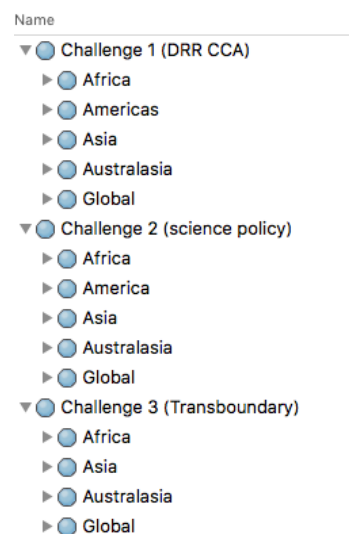 Name
Challenge 1 (DRR CCA)
Africa
Americas
Asia
Australasia
Global
Challenge 2 (science policy)
Africa
America
Asia
Australasia
Global
Challenge 3 (Transboundary)
Africa
Asia
Australasia
Global